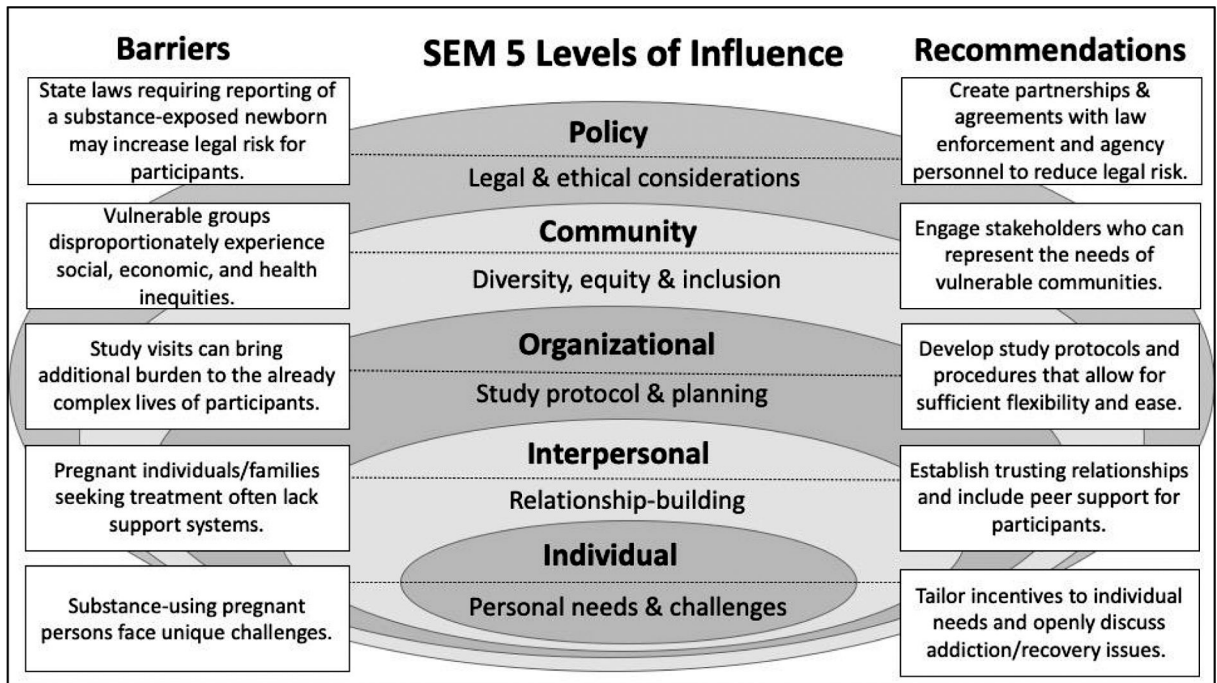 Barriers
SEM 5 Levels of Influence
Recommendations
State laws requiring reporting of
a substance-exposed newborn
may increase legal risk for
participants.
Policy
Legal & ethical considerations
Create partnerships &
agreements with law
enforcement and agency
personnel to reduce legal risk.
Vulnerable groups
disproportionately experience
social, economic, and health
inequities.
Community
Diversity, equity & inclusion
Engage stakeholders who can
represent the needs of
vulnerable communities.
Study visits can bring
additional burden to the already
complex lives of participants.
Organizational
Study protocol & planning
Develop study protocols and
procedures that allow for
sufficient flexibility and ease.
Pregnant individuals/families
seeking treatment often lack
support systems.
Interpersonal
Relationship-building
Establish trusting relationships
and include peer support for
participants.
Substance-using pregnant
persons face unique challenges.
Individual
Personal needs & challenges
Tailor incentives to individual
needs and openly discuss
addiction/recovery issues.